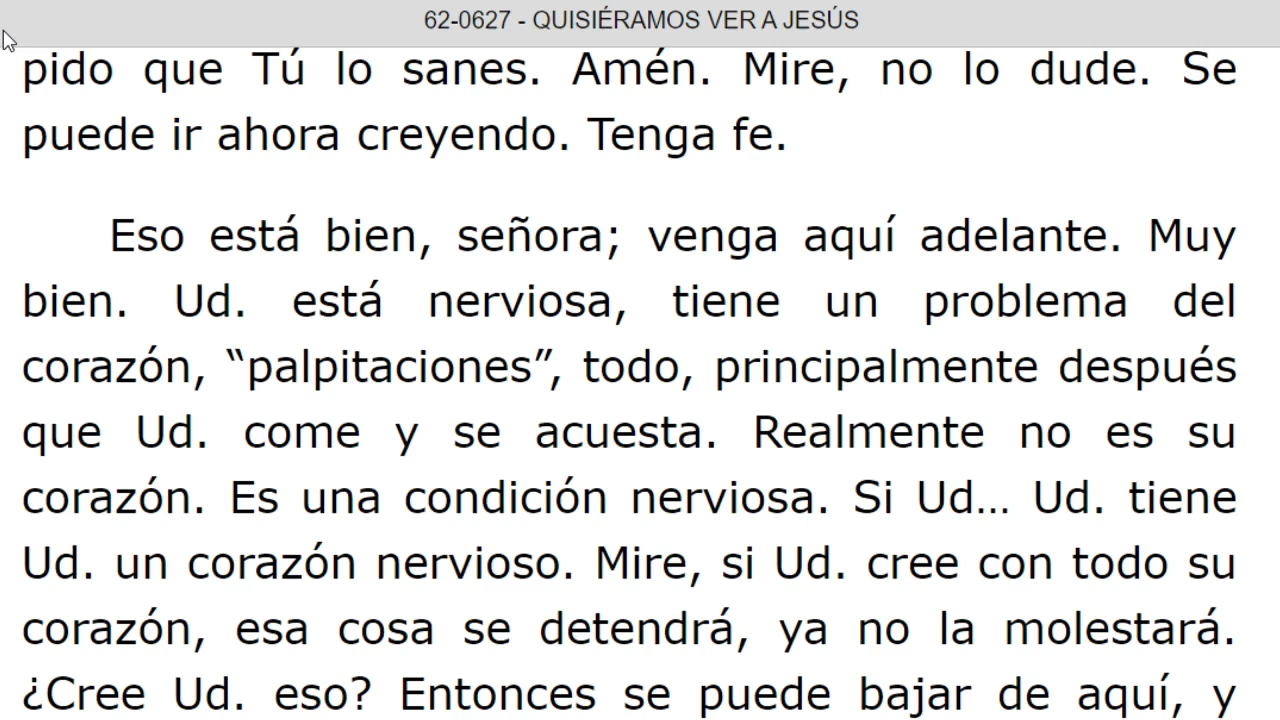 62-0627 - QUISIÉRAMOS VER A JESÚS
pido que Tú lo sanes. Amén. Mire, no lo dude. Se
puede ir ahora creyendo. Tenga fe.
Eso está bien, señora; venga aquí adelante. Muy
bien. Ud. está nerviosa, tiene un problema del
corazón, “palpitaciones”, todo, principalmente después
que Ud. come y se acuesta. Realmente no es su
corazón. Es una condición nerviosa. Si Ud... Ud. tiene
Ud. un corazón nervioso. Mire, si Ud. cree con todo su
corazón, esa cosa se detendrá, ya no la molestará.
¿Cree Ud. eso? Entonces se puede bajar de aquí, y